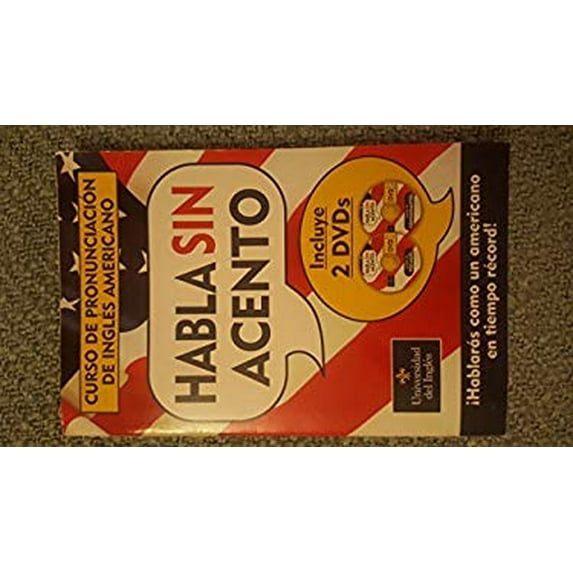 CURSO DE PRONUNCIACIÓN
DE INGLES AMERICANO
HABLA SIN
ACENTO
Incluye
2 DVDs
Universidad
del Inglés
¡Hablarás como un americano
en tiempo récord!